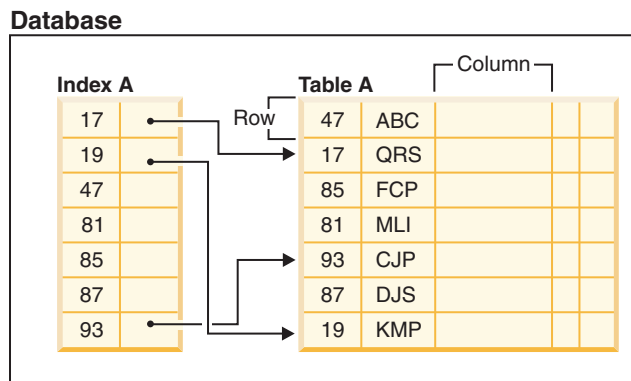 Database
Index A
Table A
Column
Row
17
19
47
81
85
87
93
47 ABC
17 QRS
85 FCP
81 MLI
93 CJP
87 DJS
19 KMP